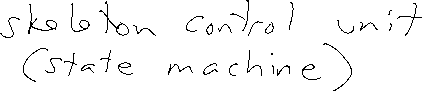 skeleton control unit
(state machine)